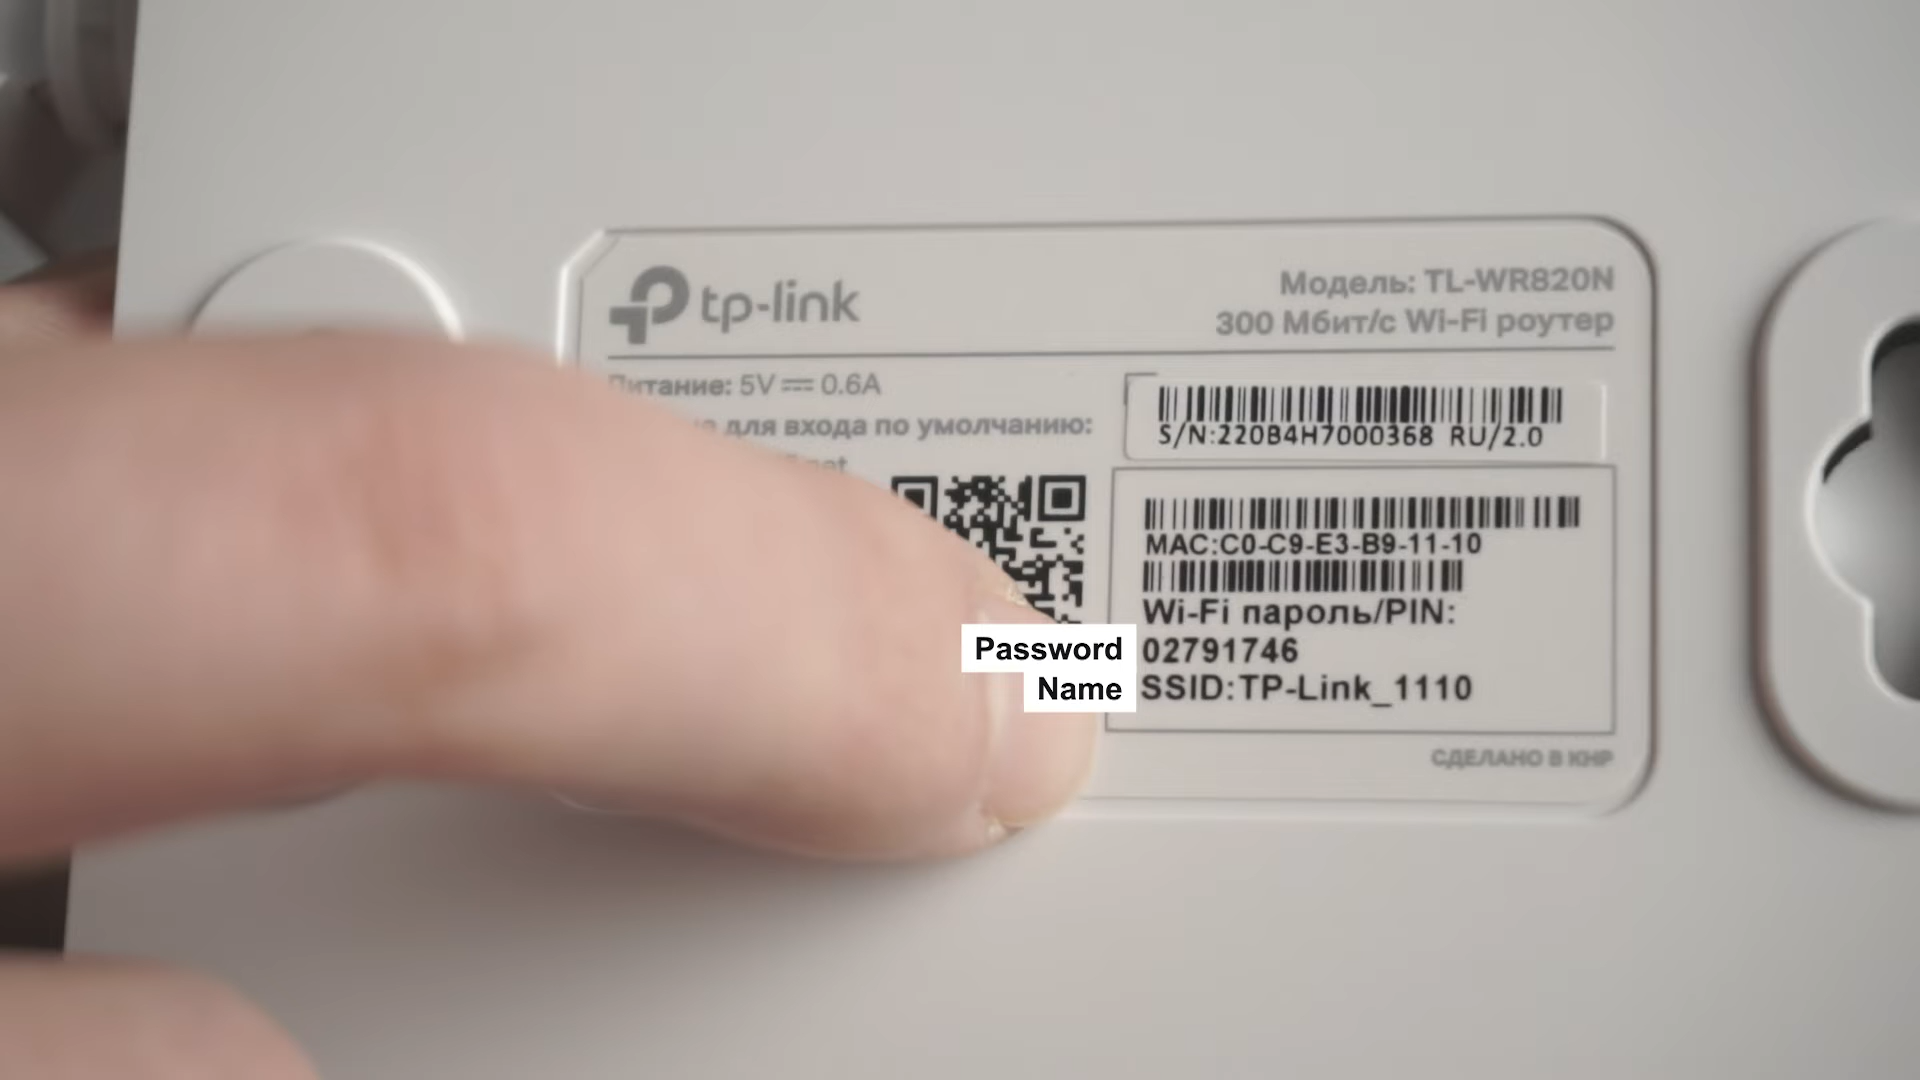 tp-link
Модель: TL-WR820N
300 Мбит/с Wi-Fi роутер
Питание: 5V 0.6A
для входа по умолчанию:
S/N:220B4H7000368 RU/2.0
MAC:C0-C9-E3-B9-11-10
Wi-Fi пароль/PIN:
Password 02791746
Name SSID:TP-Link_1110
СДЕЛАНО В КНР